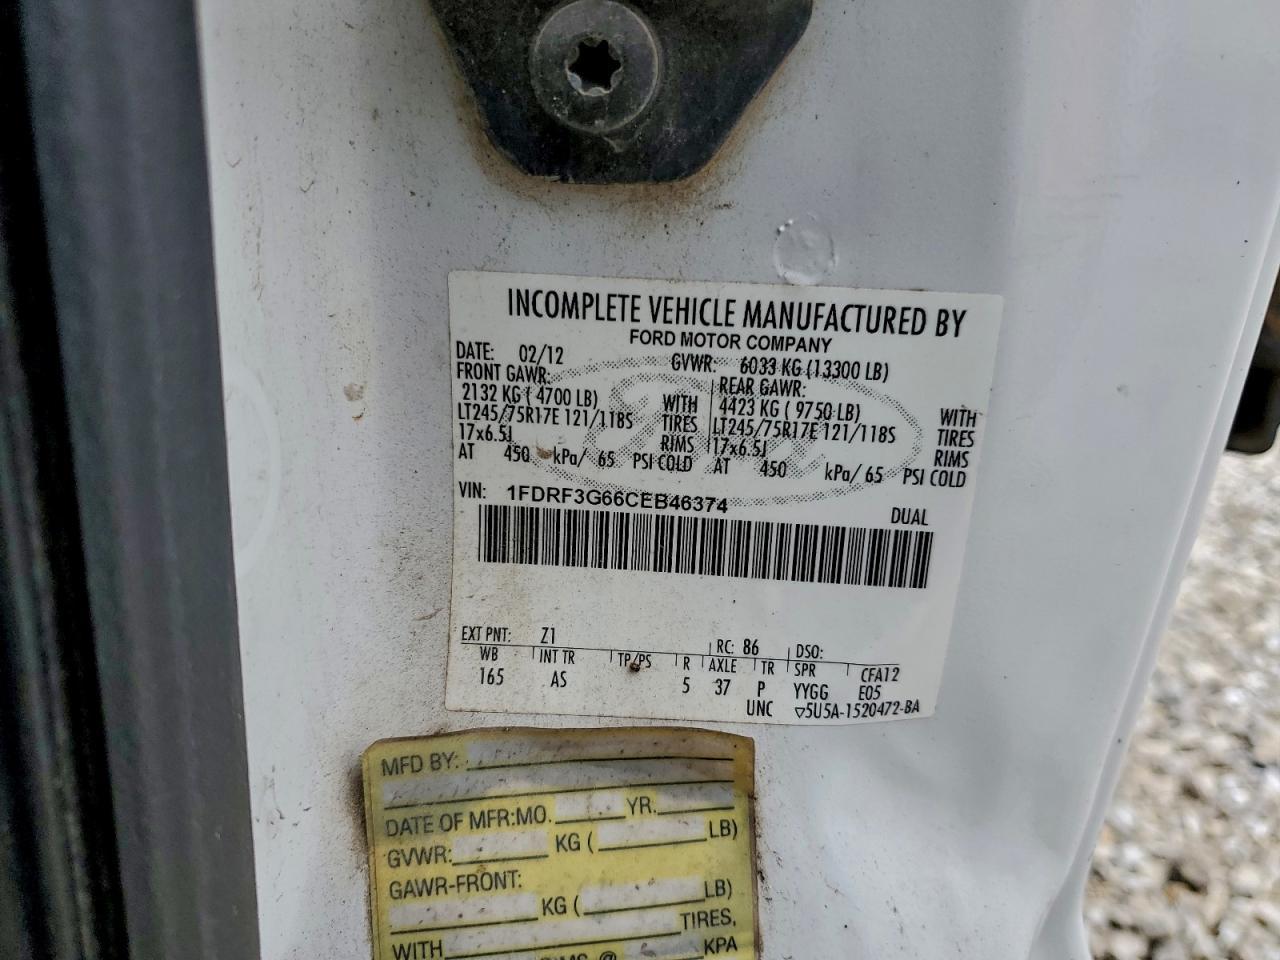 INCOMPLETE VEHICLE MANUFACTURED BY
FORD MOTOR COMPANY
DATE: 02/12 GVWR: 6033 KG (13300 LB)
FRONT GAWR: REAR GAWR:
2132 KG ( 4700 LB) WITH 4423 KG ( 9750 LB) WITH
LT245/75R17E 121/118S TIRES LT245/75R17E 121/118S TIRES
17x6.5J RIMS 17x6.5J RIMS
AT 450 kPa/ 65 PSI COLD AT 450 kPa/ 65 PSI COLD
VIN: 1FDRF3G66CEB46374 DUAL
EXT PNT: Z1 RC: 86 DSO:
WB INT TR TP/PS R AXLE TR SPR CFA12
165 AS 5 37 P YYGG E05
UNC ▽5U5A-1520472-BA
MFD BY:
DATE OF MFR:MO. YR.
GVWR: KG ( LB)
GAWR-FRONT:
KG ( LB)
TIRES,
WITH
RIMS @ KPA